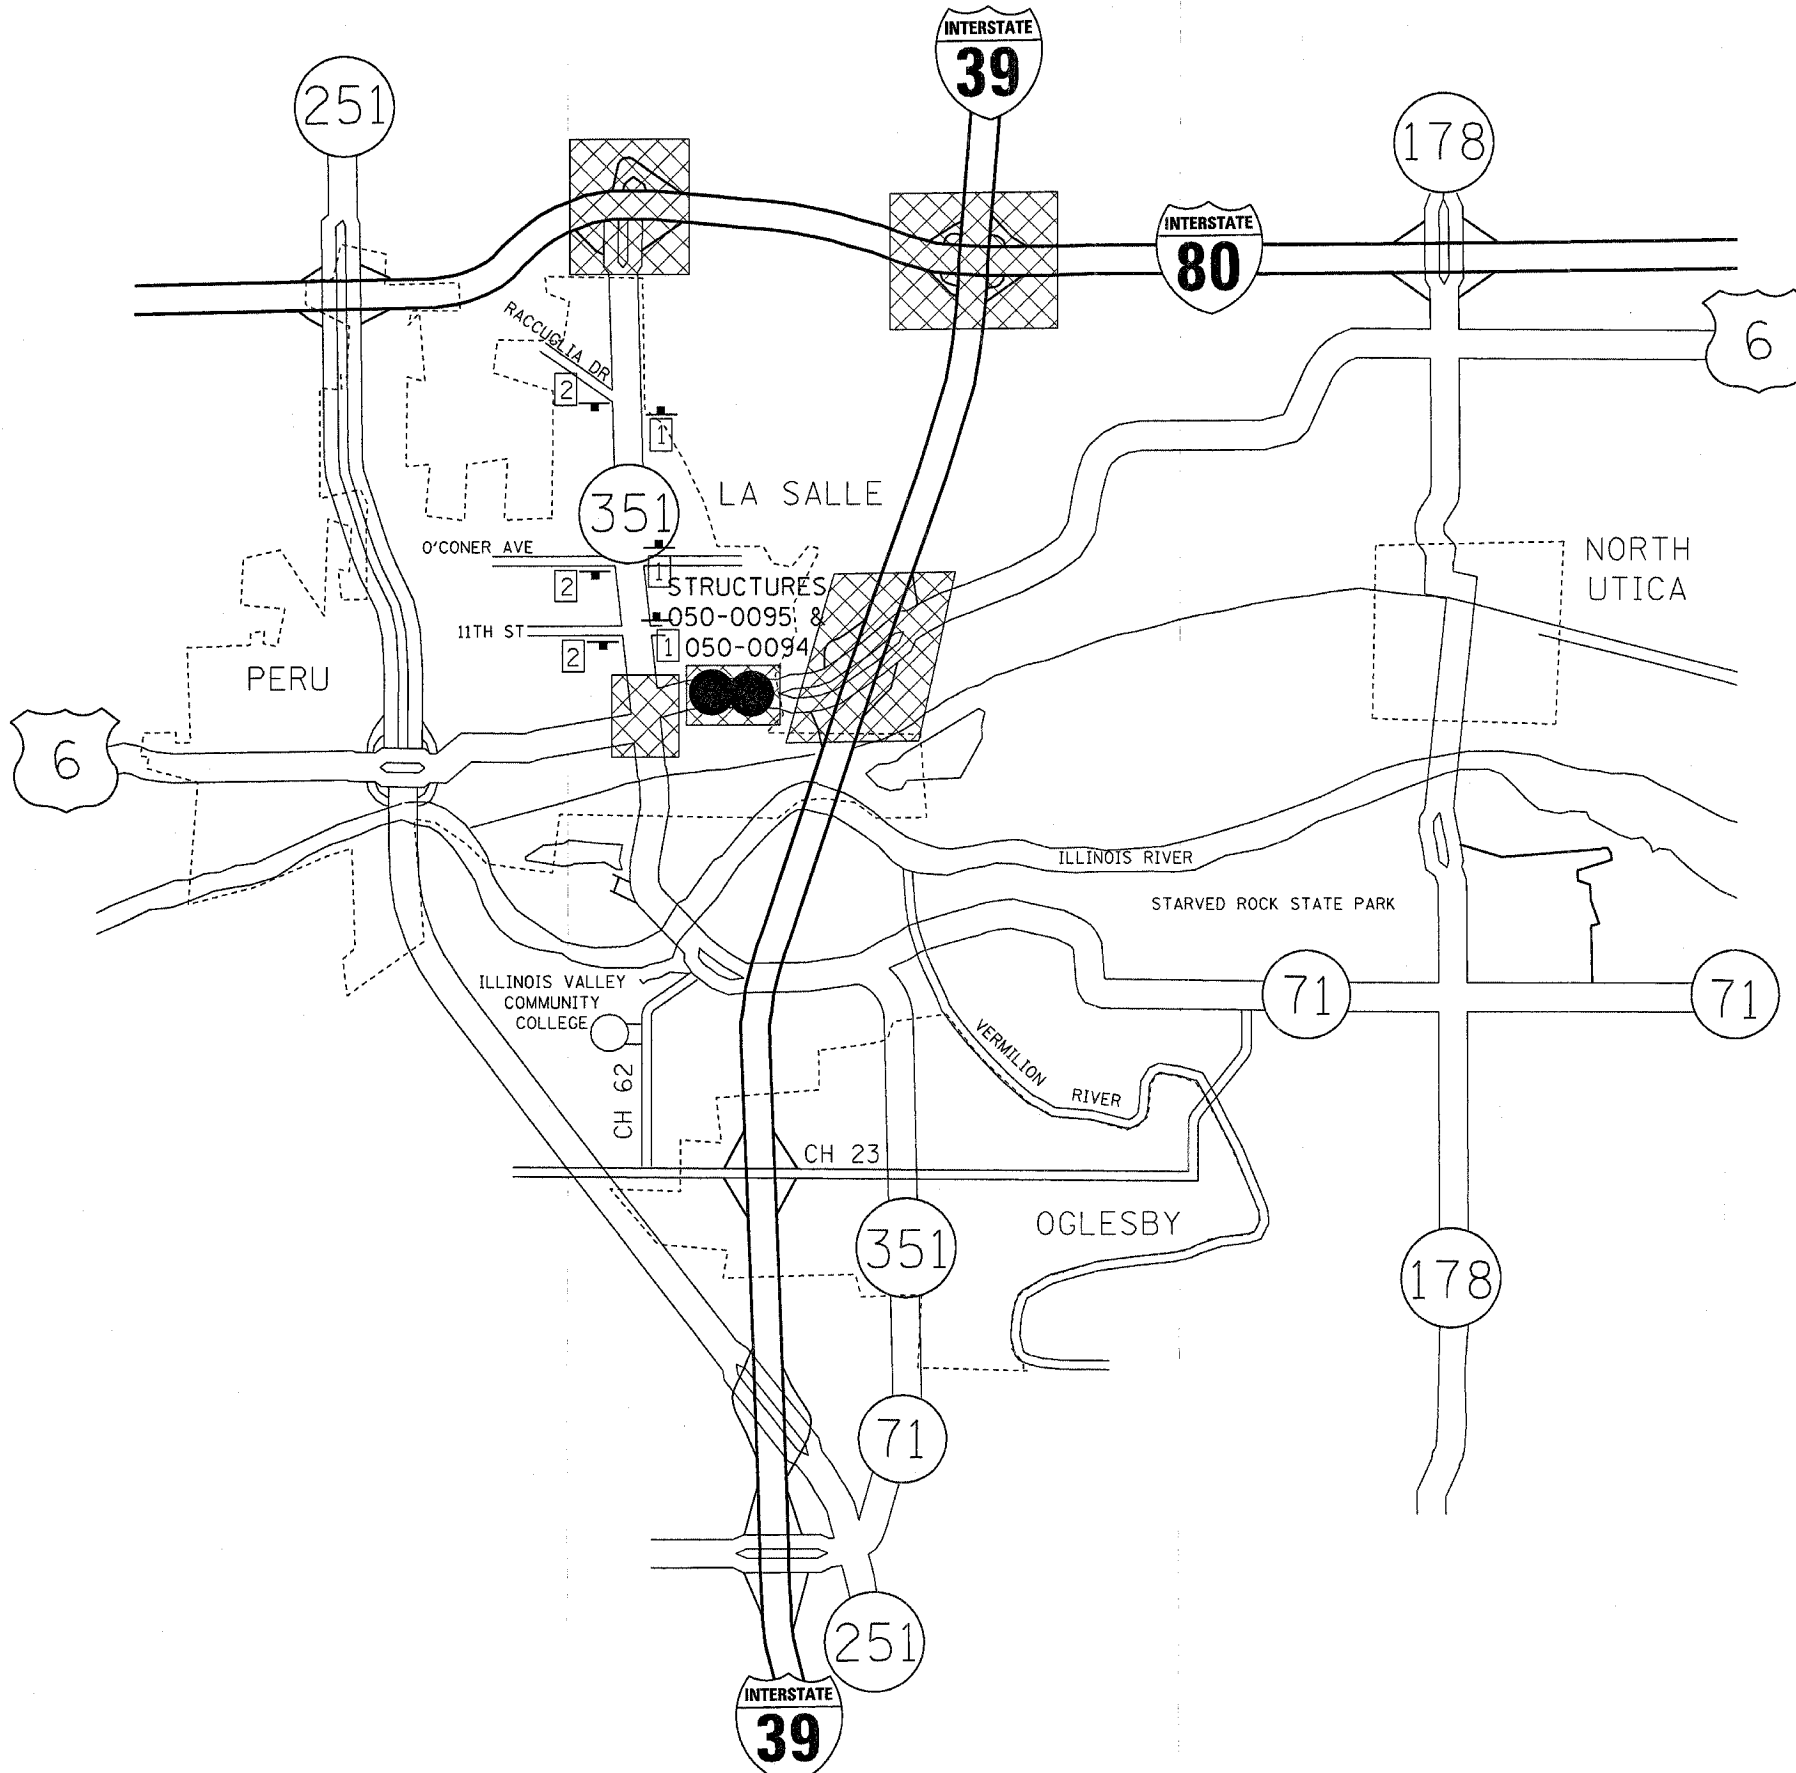 INTERSTATE
39
251
178
INTERSTATE
80
6
RACCUGLIA DR
2
1
351
LA SALLE
O'CONER AVE
1
2
STRUCTURES
050-0095 &
050-0094
11TH ST
1
2
NORTH
UTICA
PERU
6
ILLINOIS RIVER
STARVED ROCK STATE PARK
ILLINOIS VALLEY
COMMUNITY
COLLEGE
71
71
VERMILION
RIVER
CH 62
CH 23
351
OGLESBY
178
71
251
INTERSTATE
39